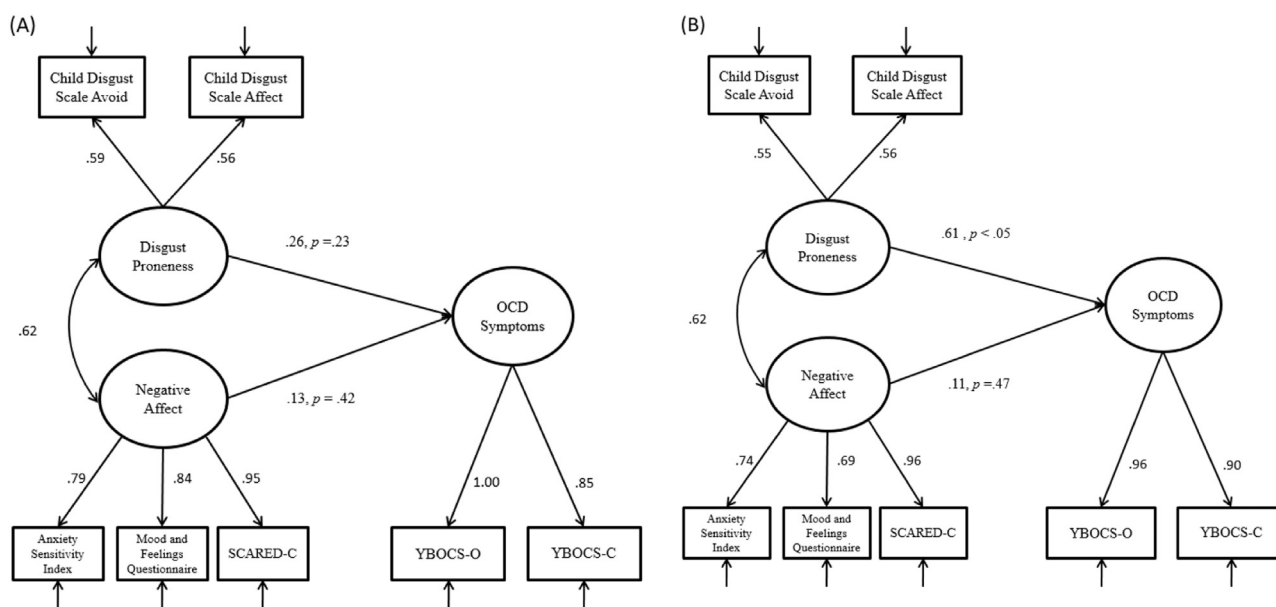 (A)
Child Disgust
Scale Avoid
Child Disgust
Scale Affect
.59
.56
Disgust
Proneness
.26, p =.23
OCD
Symptoms
.62
Negative
Affect
.13, p = .42
.79
.84
.95
1.00
.85
Anxiety
Sensitivity
Index
Mood and
Feelings
Questionnaire
SCARED-C
YBOCS-O
YBOCS-C
(B)
Child Disgust
Scale Avoid
Child Disgust
Scale Affect
.55
.56
Disgust
Proneness
.61 , p < .05
OCD
Symptoms
.62
Negative
Affect
.11, p =.47
.74
.69
.96
.96
.90
Anxiety
Sensitivity
Index
Mood and
Feelings
Questionnaire
SCARED-C
YBOCS-O
YBOCS-C